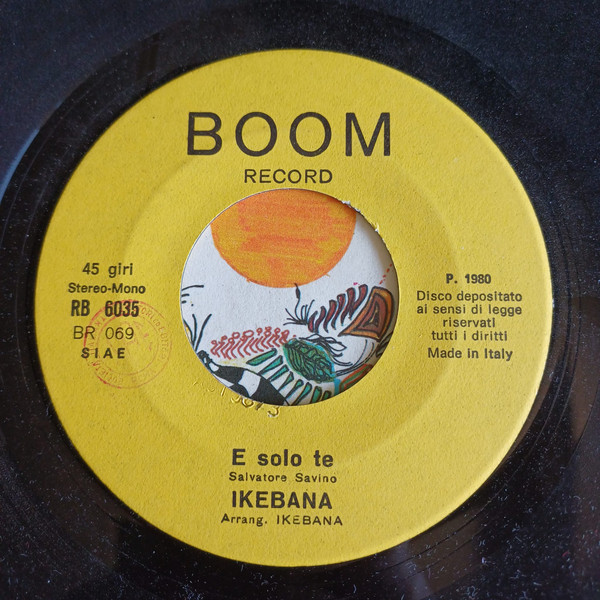 BOOM
RECORD
45 giri
Stereo-Mono
RB 6035
BR 069
SIAE
P. 1980
Disco depositato
ai sensi di legge
riservati
tutti i diritti
Made in Italy
E solo te
Salvatore Savino
IKEBANA
Arrang. IKEBANA